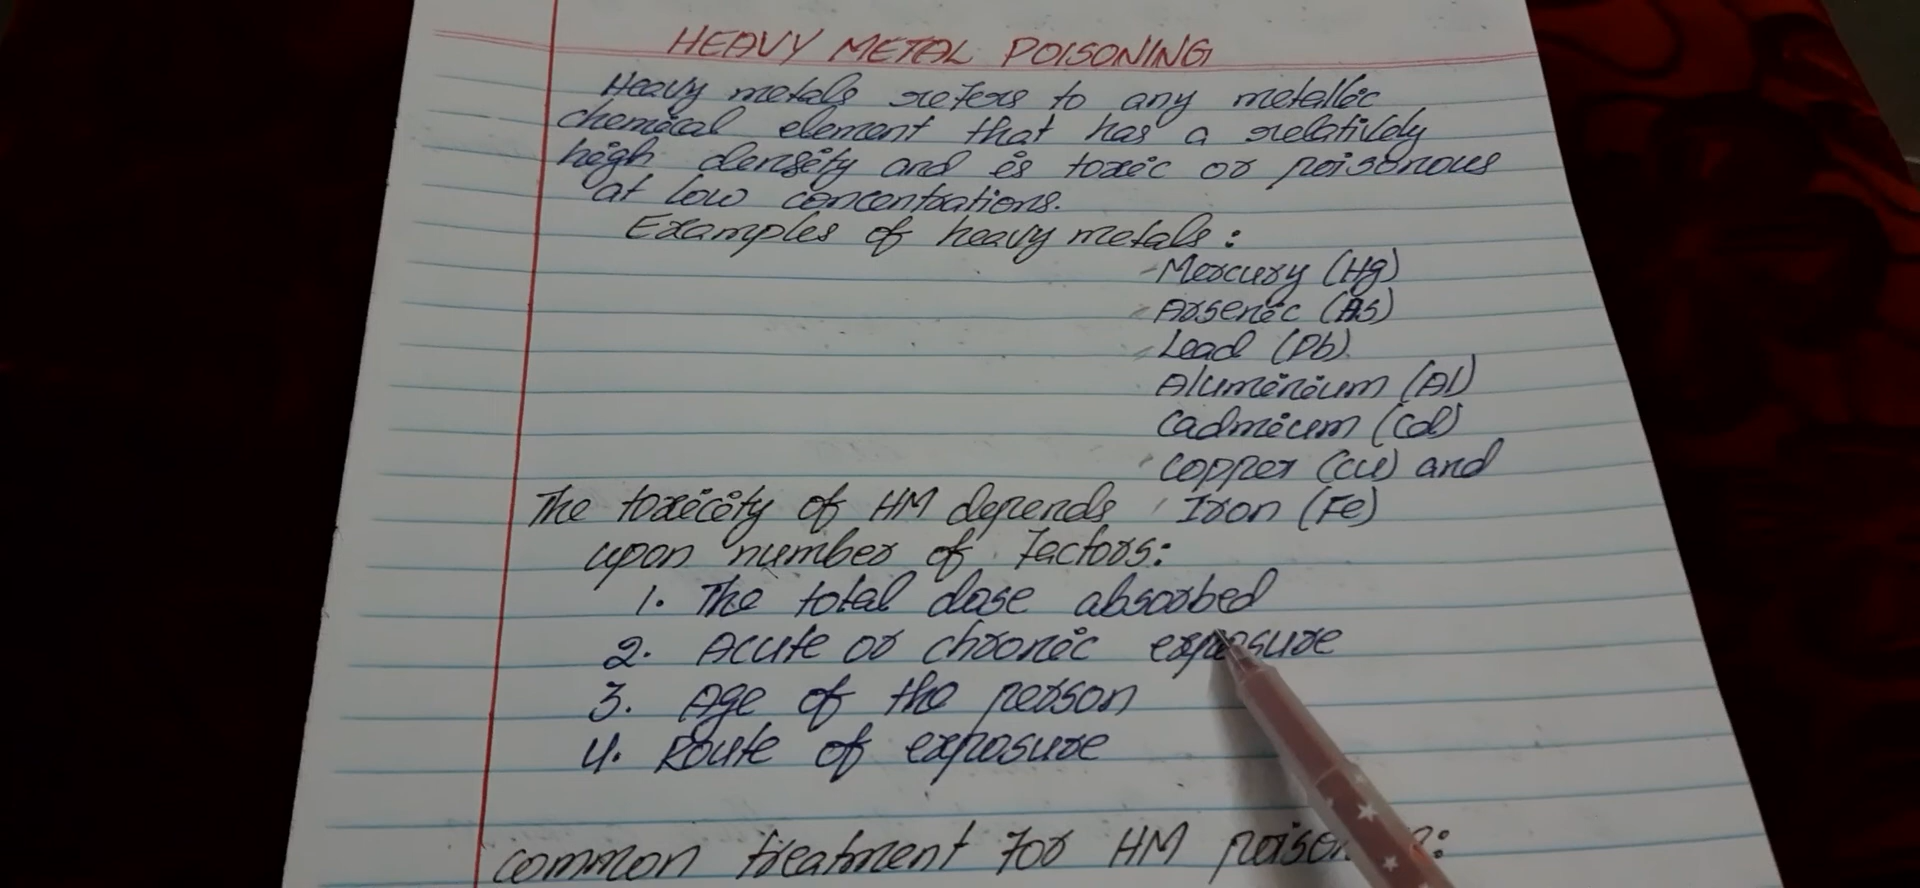 HEAVY METAL POISONING
Heavy metals refers to any metallic
chemical element that has a relatively
high density and is toxic or poisonous
at low concentrations.
Examples of heavy metals:
-Mercury (Hg)
Arsenic (As)
Lead (Pb)
Aluminium (Al)
Cadmium (Cd)
Copper (Cu) and
Iron (Fe)
The toxicity of HM depends
upon number of factors:
1. The total dose absorbed
2. Acute or chronic exposure
3. Age of the person
4. Route of exposure
common treatment for HM